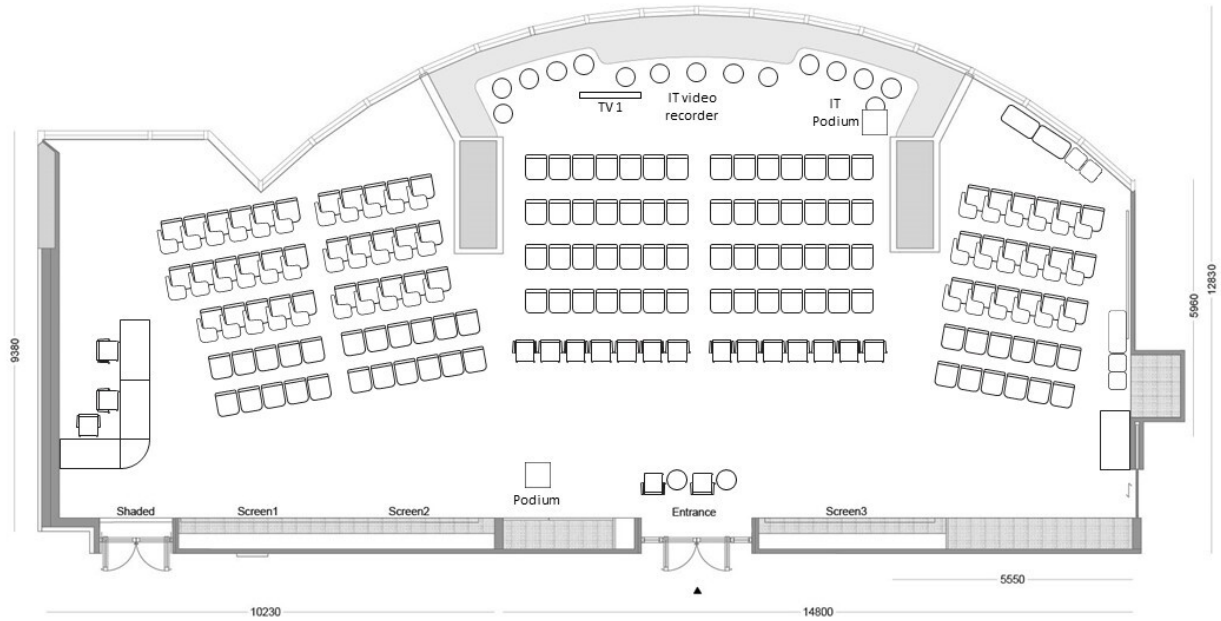 TV 1
IT video
recorder
IT
Podium
12830
5960
9380
Podium
Shaded
Screen1
Screen2
Entrance
Screen3
5550
10230
14800